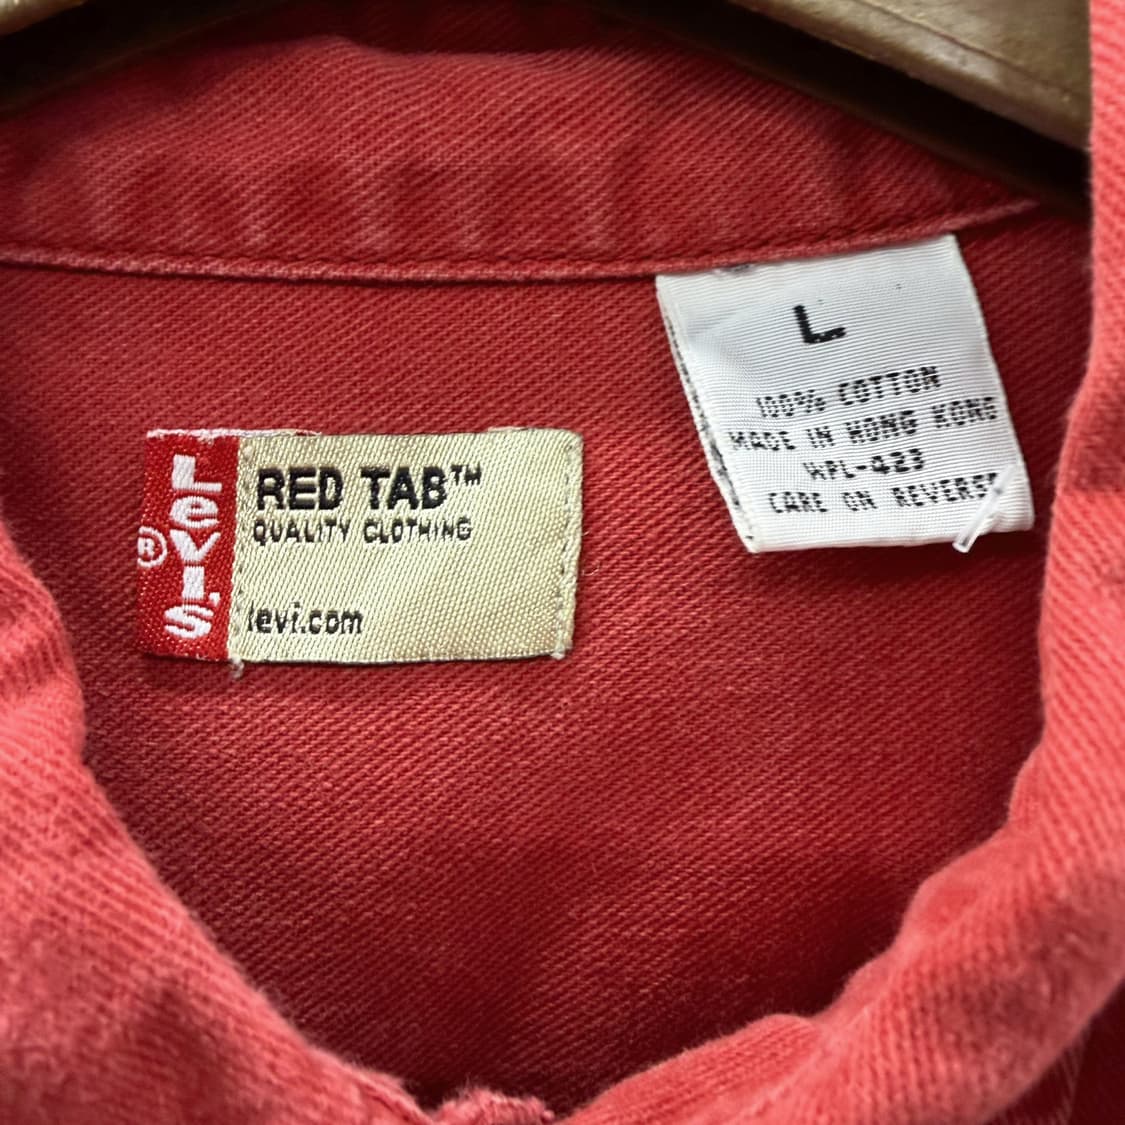 Levi's
®
RED TAB™
QUALITY CLOTHING
levi.com
L
100% COTTON
MADE IN HONG KONG
WPL-423
CARE ON REVERSE